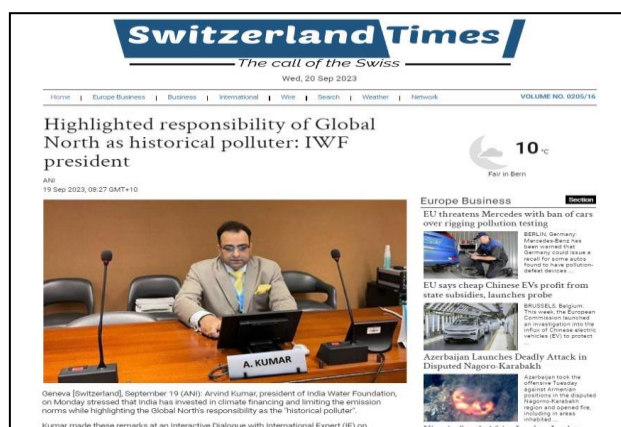 Switzerland Times
The call of the Swiss
Wed, 20 Sep 2023
Home | Europe Business | Business | International | Wire | Search | Weather | Network VOLUME NO. 0205/16
Highlighted responsibility of Global
North as historical polluter: IWF
president
ANI
19 Sep 2023, 08:27 GMT+10
10 °C
Fair in Bern
A. KUMAR
Geneva [Switzerland], September 19 (ANI): Arvind Kumar, president of India Water Foundation,
on Monday stressed that India has invested in climate financing and limiting the emission
norms while highlighting the Global North's responsibility as the "historical polluter".
Kumar made these remarks at an Interactive Dialogue with International Expert (IE) on
Europe Business Section
EU threatens Mercedes with ban of cars
over rigging pollution testing
BERLIN, Germany:
Mercedes-Benz has
been warned that
Germany could issue a
recall for some autos
found to have pollution-
defeat devices ...
EU says cheap Chinese EVs profit from
state subsidies, launches probe
BRUSSELS, Belgium:
This week, the European
Commission launched
an investigation into the
influx of Chinese electric
vehicles (EV) to protect
...
Azerbaijan Launches Deadly Attack in
Disputed Nagoro-Karabakh
Azerbaijan took the
offensive Tuesday
against Armenian
positions in the disputed
Nagorno-Karabakh
region and opened fire,
including in areas
inhabited ...